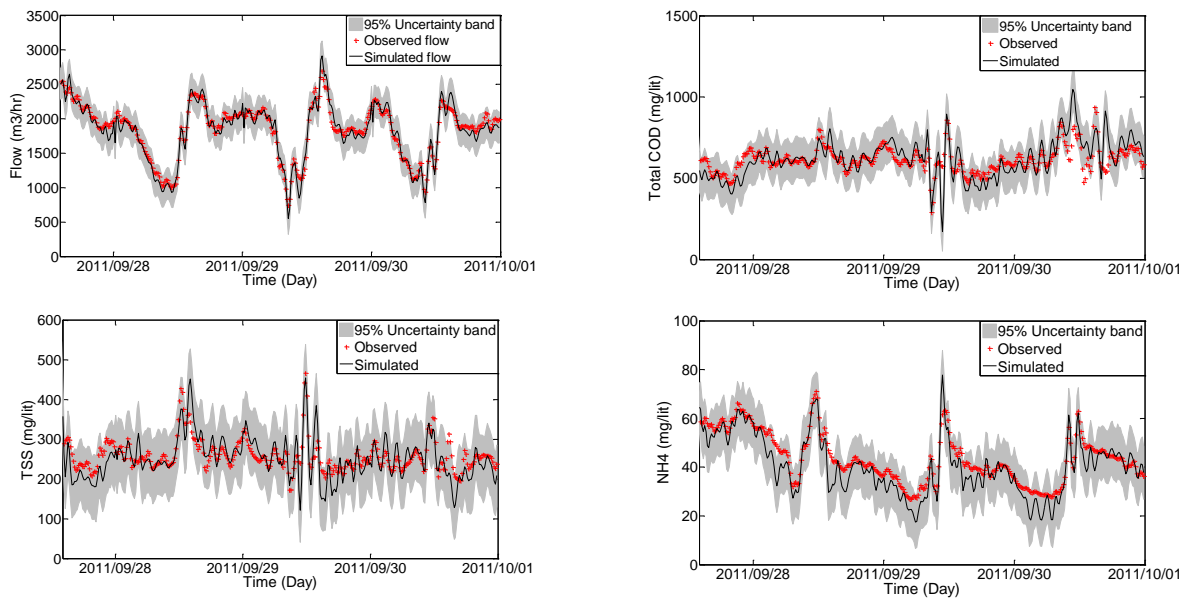 3500
3000
2500
2000
1500
1000
500
0
Flow (m3/hr)
95% Uncertainty band
Observed flow
Simulated flow
2011/09/28
2011/09/29
2011/09/30
2011/10/01
Time (Day)
1500
1000
500
0
Total COD (mg/lit)
95% Uncertainty band
Observed
Simulated
2011/09/28
2011/09/29
2011/09/30
2011/10/01
Time (Day)
600
500
400
300
200
100
0
TSS (mg/lit)
95% Uncertainty band
Observed
Simulated
2011/09/28
2011/09/29
2011/09/30
2011/10/01
Time (Day)
100
80
60
40
20
0
NH4 (mg/lit)
95% Uncertainty band
Observed
Simulated
2011/09/28
2011/09/29
2011/09/30
2011/10/01
Time (Day)